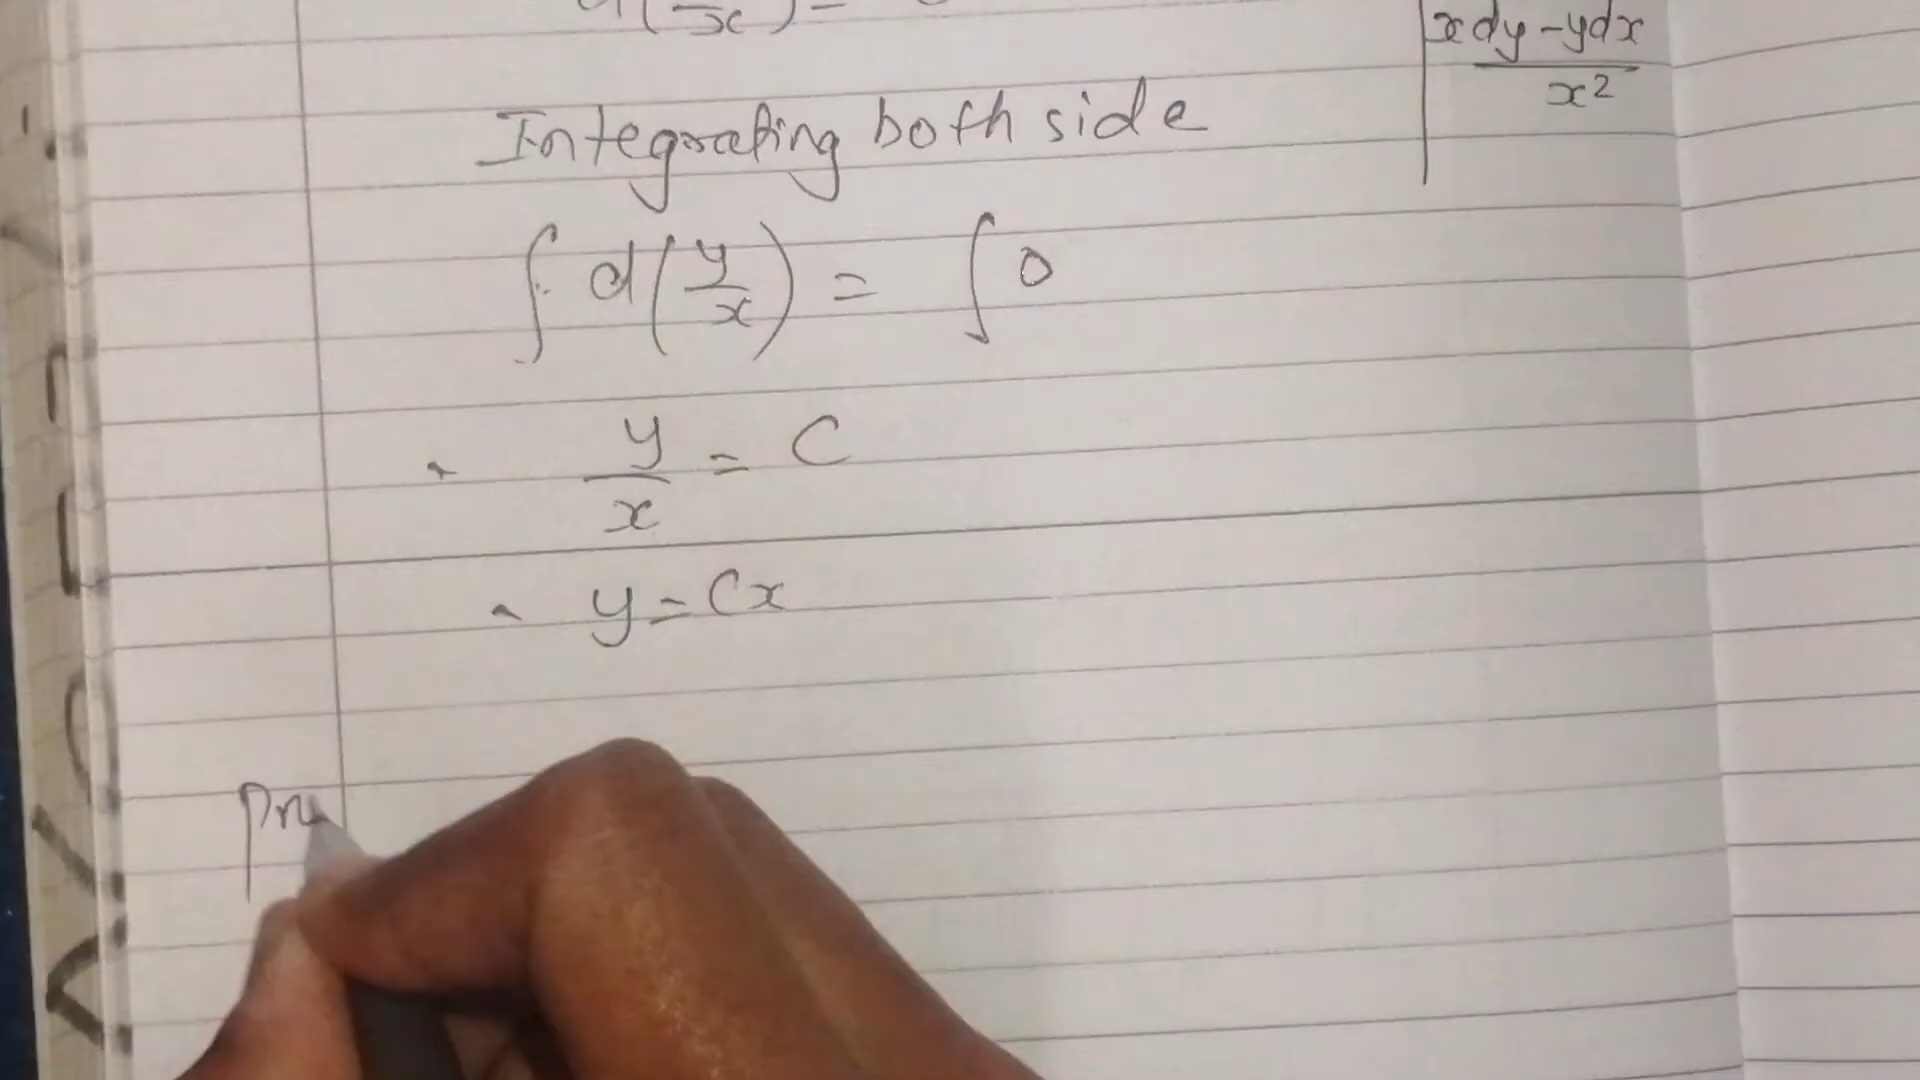 d(y/x) =
xdy-ydx / x²
Integrating both side
∫ d(y/x) = ∫ 0
y/x = C
y = Cx